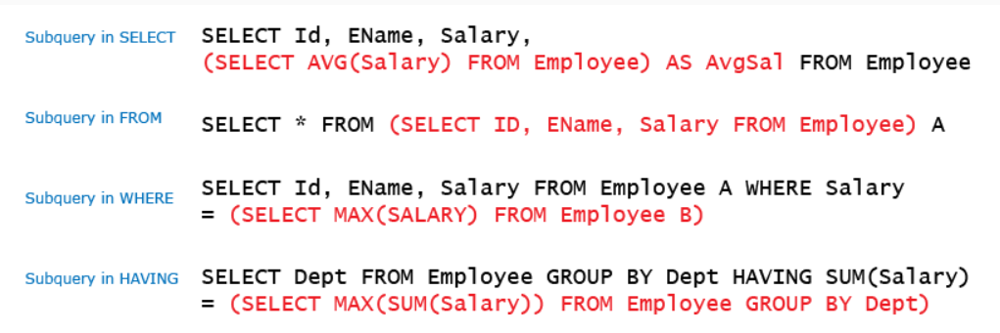 Subquery in SELECT SELECT Id, EName, Salary,
(SELECT AVG(Salary) FROM Employee) AS AvgSal FROM Employee
Subquery in FROM SELECT * FROM (SELECT ID, EName, Salary FROM Employee) A
Subquery in WHERE SELECT Id, EName, Salary FROM Employee A WHERE Salary
= (SELECT MAX(SALARY) FROM Employee B)
Subquery in HAVING SELECT Dept FROM Employee GROUP BY Dept HAVING SUM(Salary)
= (SELECT MAX(SUM(Salary)) FROM Employee GROUP BY Dept)